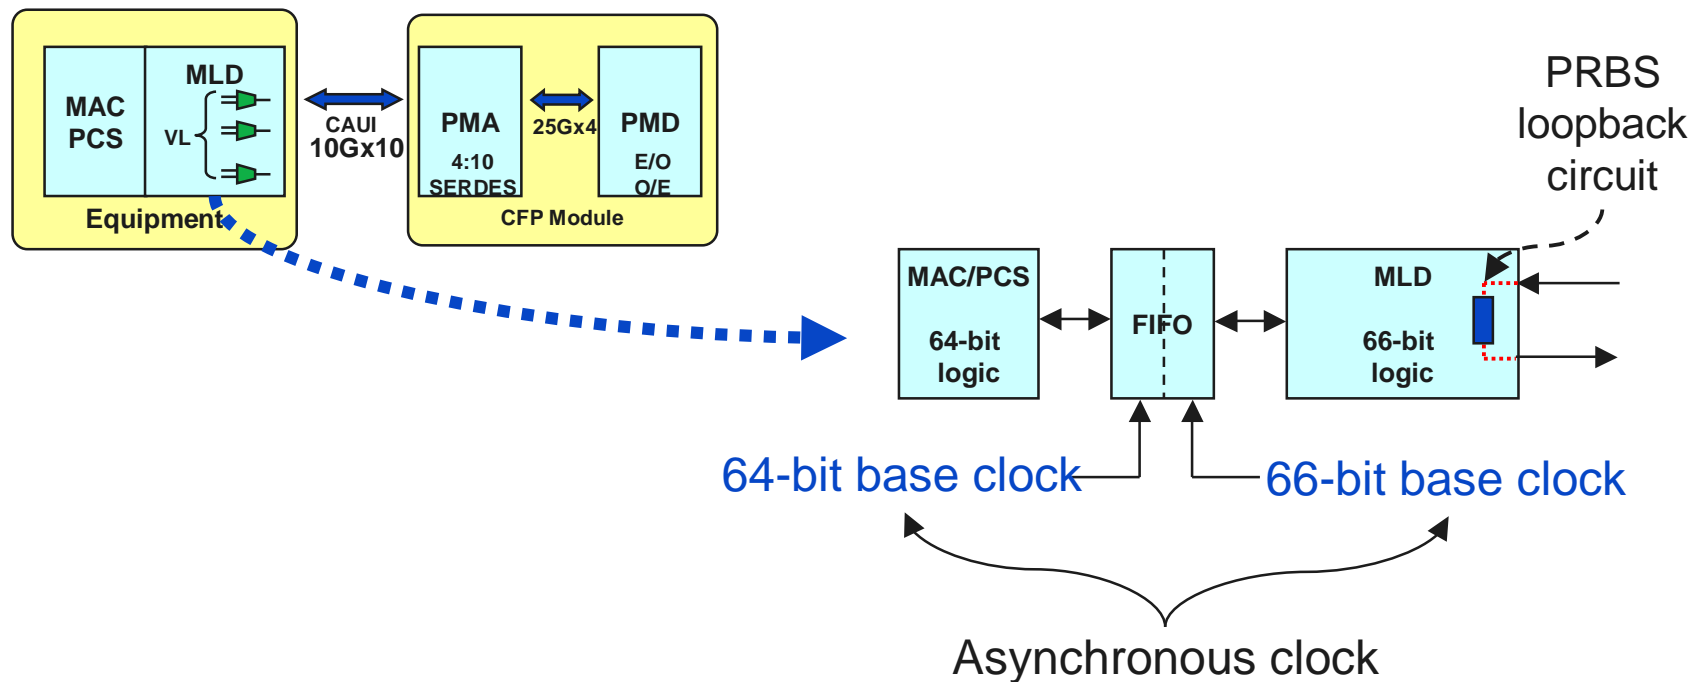 MAC
PCS
MLD
VL
Equipment
CAUI
10Gx10
PMA
4:10
SERDES
25Gx4
PMD
E/O
O/E
CFP Module
PRBS
loopback
circuit
MAC/PCS
64-bit
logic
FIFO
MLD
66-bit
logic
64-bit base clock
66-bit base clock
Asynchronous clock